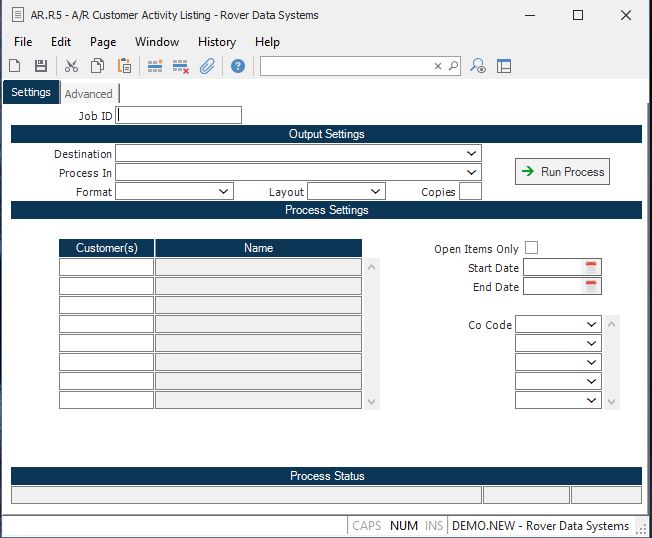 AR.R5 - A/R Customer Activity Listing - Rover Data Systems
File Edit Page Window History Help
Settings Advanced
Job ID
Output Settings
Destination
Process In
Run Process
Format Layout Copies
Process Settings
Customer(s) Name
Open Items Only
Start Date
End Date
Co Code
Process Status
CAPS NUM INS DEMO.NEW - Rover Data Systems